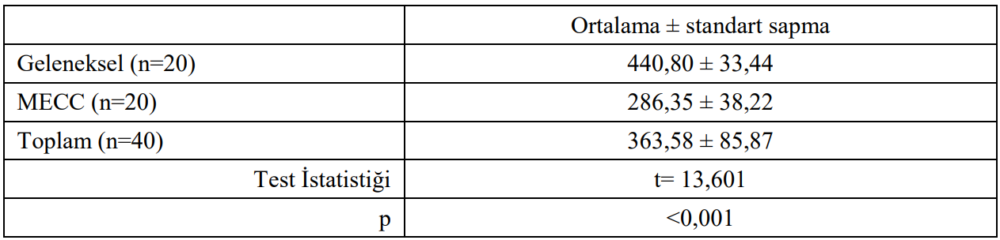 Ortalama ± standart sapma
Geleneksel (n=20) 440,80 ± 33,44
MECC (n=20) 286,35 ± 38,22
Toplam (n=40) 363,58 ± 85,87
Test İstatistiği t= 13,601
p <0,001